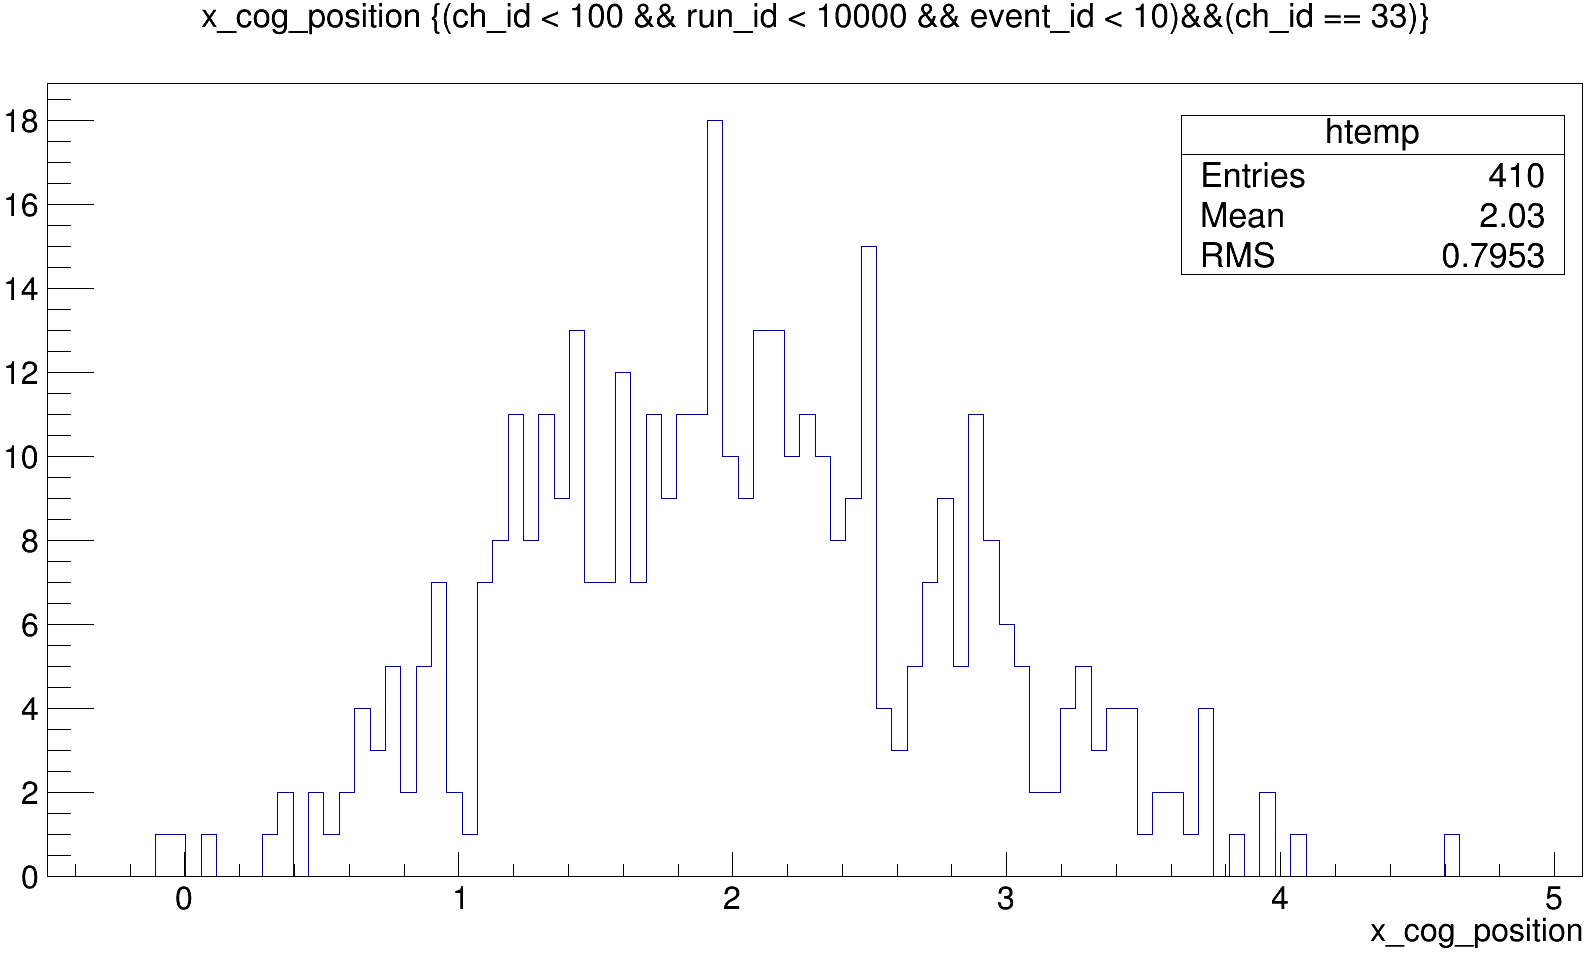 x_cog_position {(ch_id < 100 && run_id < 10000 && event_id < 10)&&(ch_id == 33)}
htemp
Entries 410
Mean 2.03
RMS 0.7953
18
16
14
12
10
8
6
4
2
0
0 1 2 3 4 5
x_cog_position